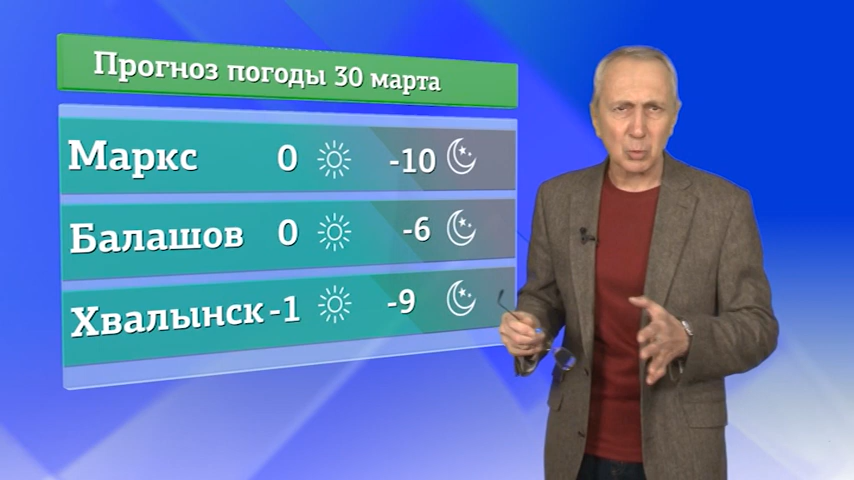 Прогноз погоды 30 марта
Маркс 0 -10
Балашов 0 -6
Хвалынск -1 -9